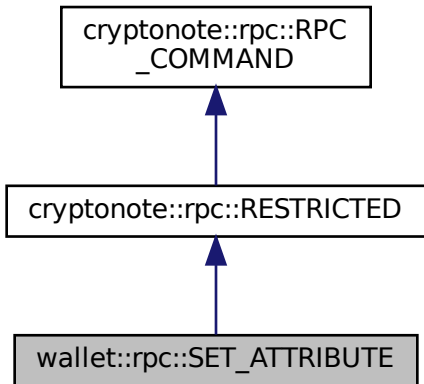 cryptonote::rpc::RPC
_COMMAND
cryptonote::rpc::RESTRICTED
wallet::rpc::SET_ATTRIBUTE